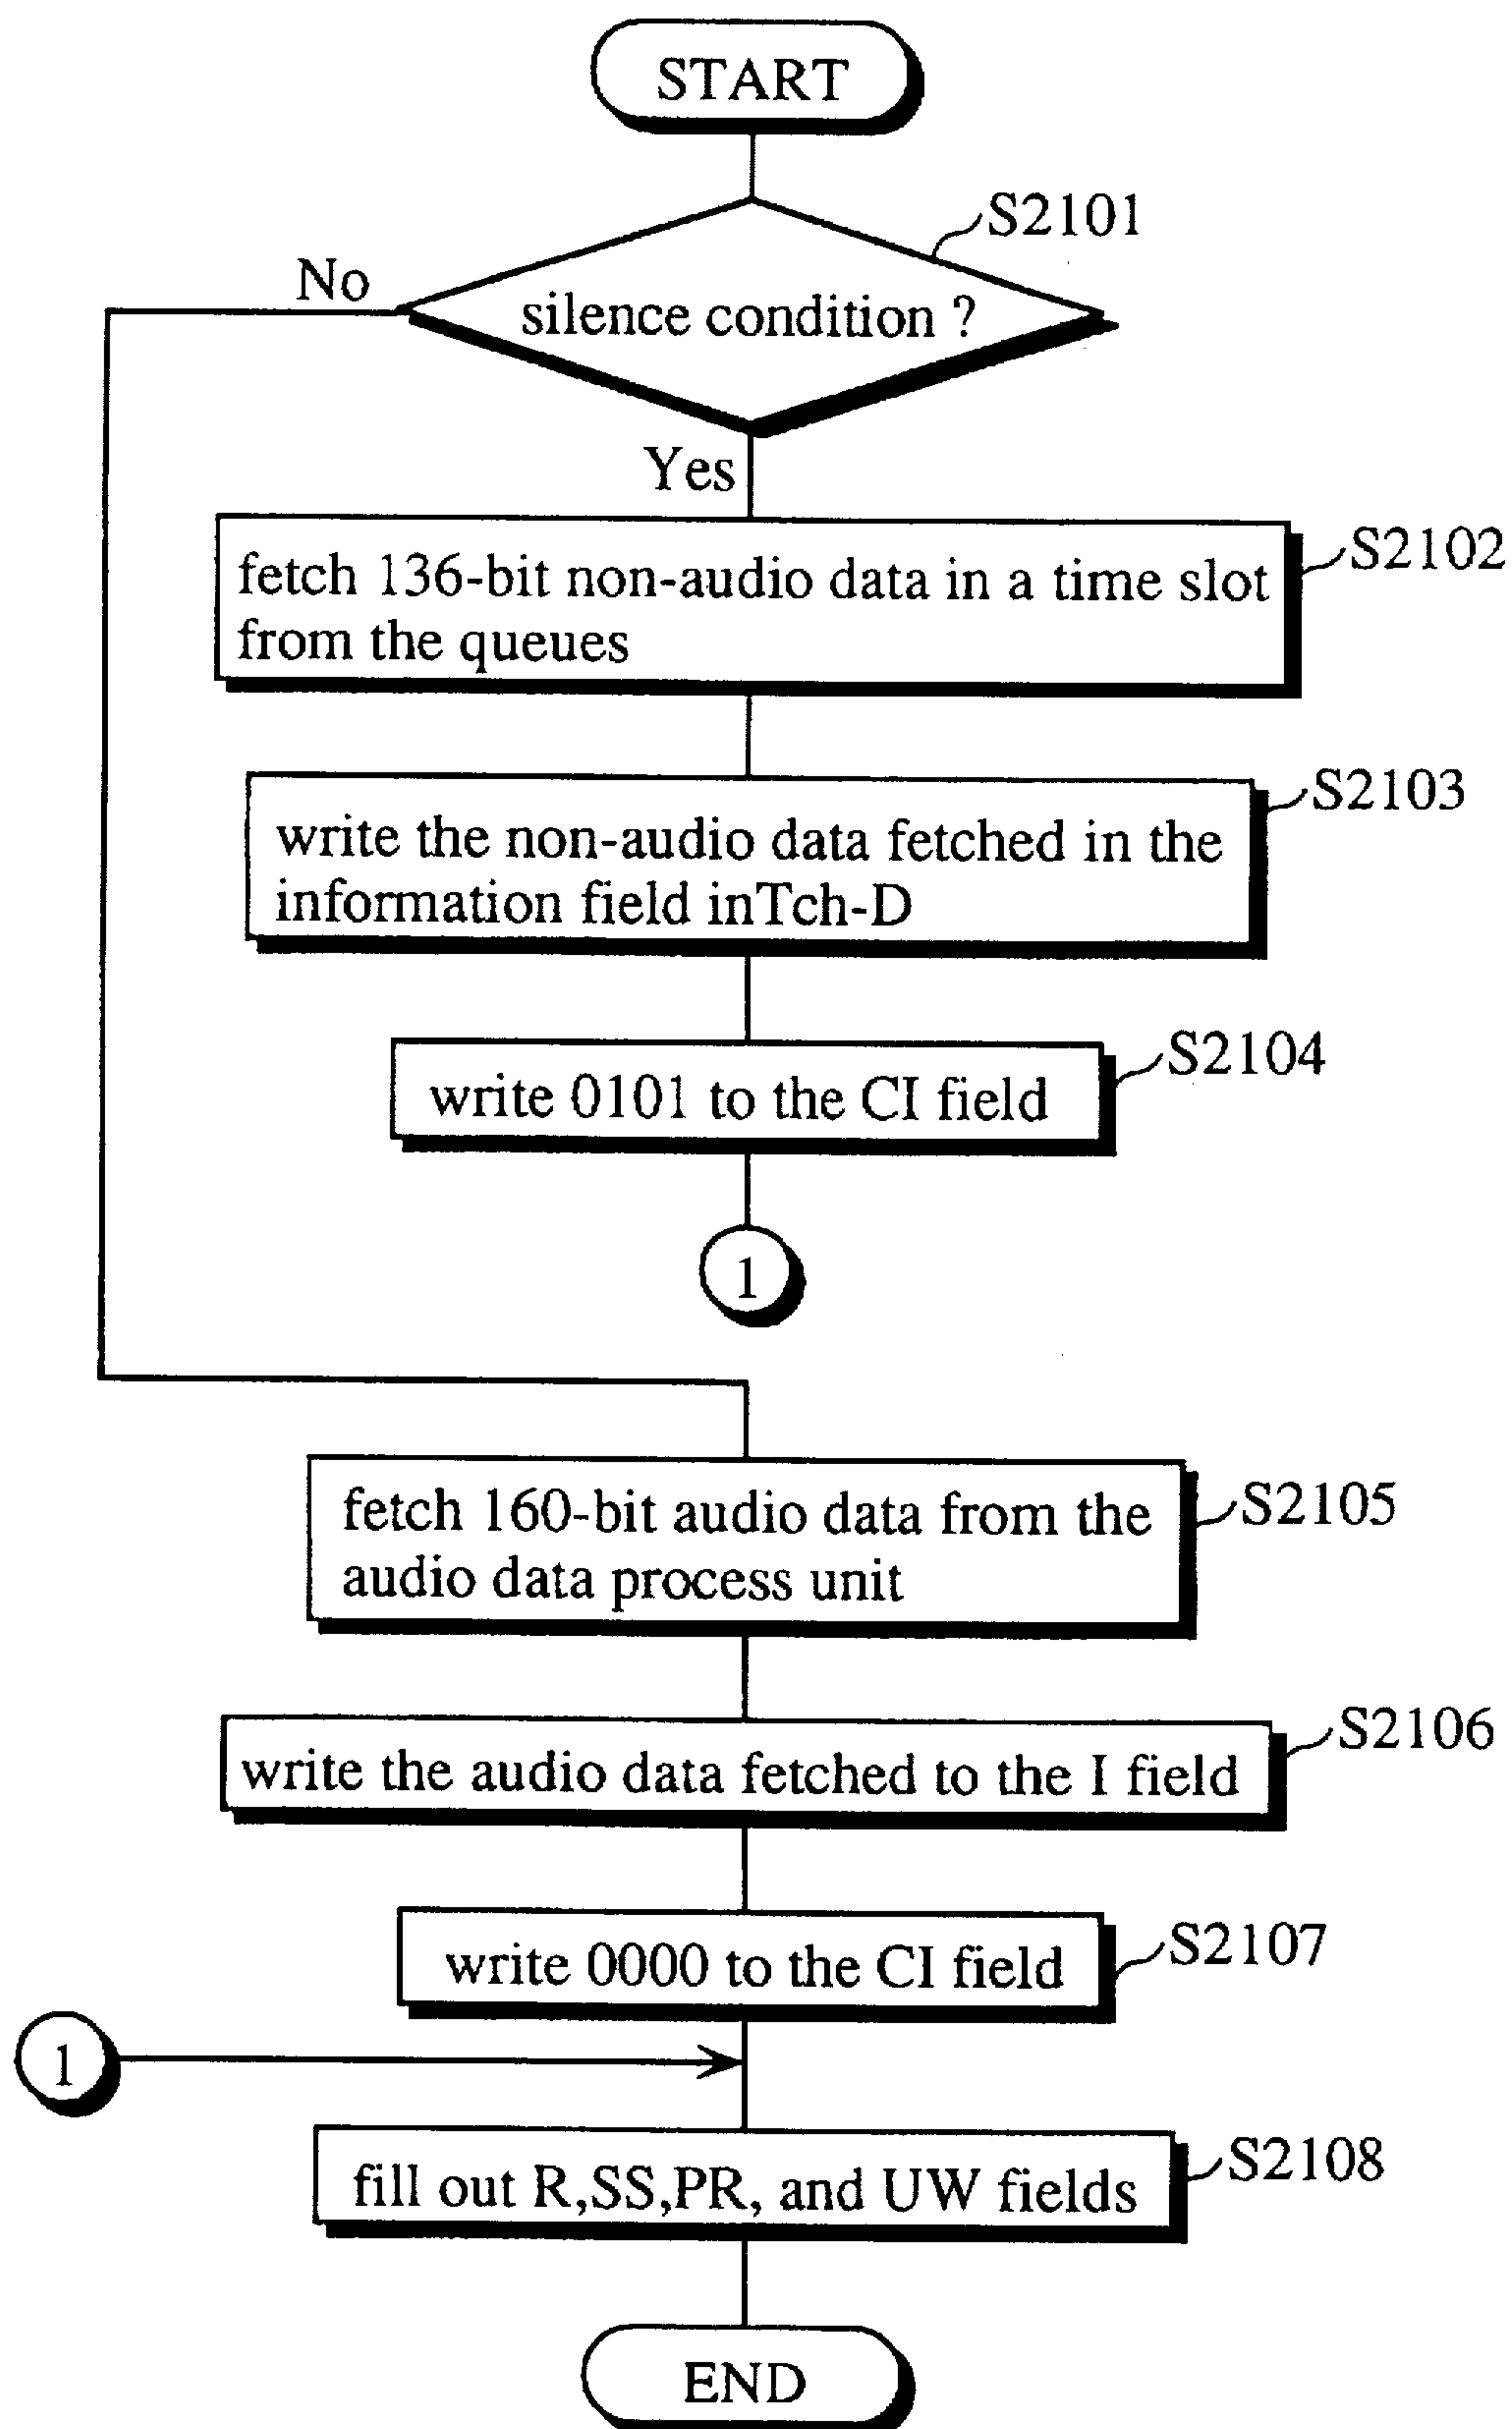 START
S2101
No
silence condition ?
Yes
S2102
fetch 136-bit non-audio data in a time slot
from the queues
S2103
write the non-audio data fetched in the
information field inTch-D
S2104
write 0101 to the CI field
1
S2105
fetch 160-bit audio data from the
audio data process unit
S2106
write the audio data fetched to the I field
S2107
write 0000 to the CI field
1
S2108
fill out R,SS,PR, and UW fields
END